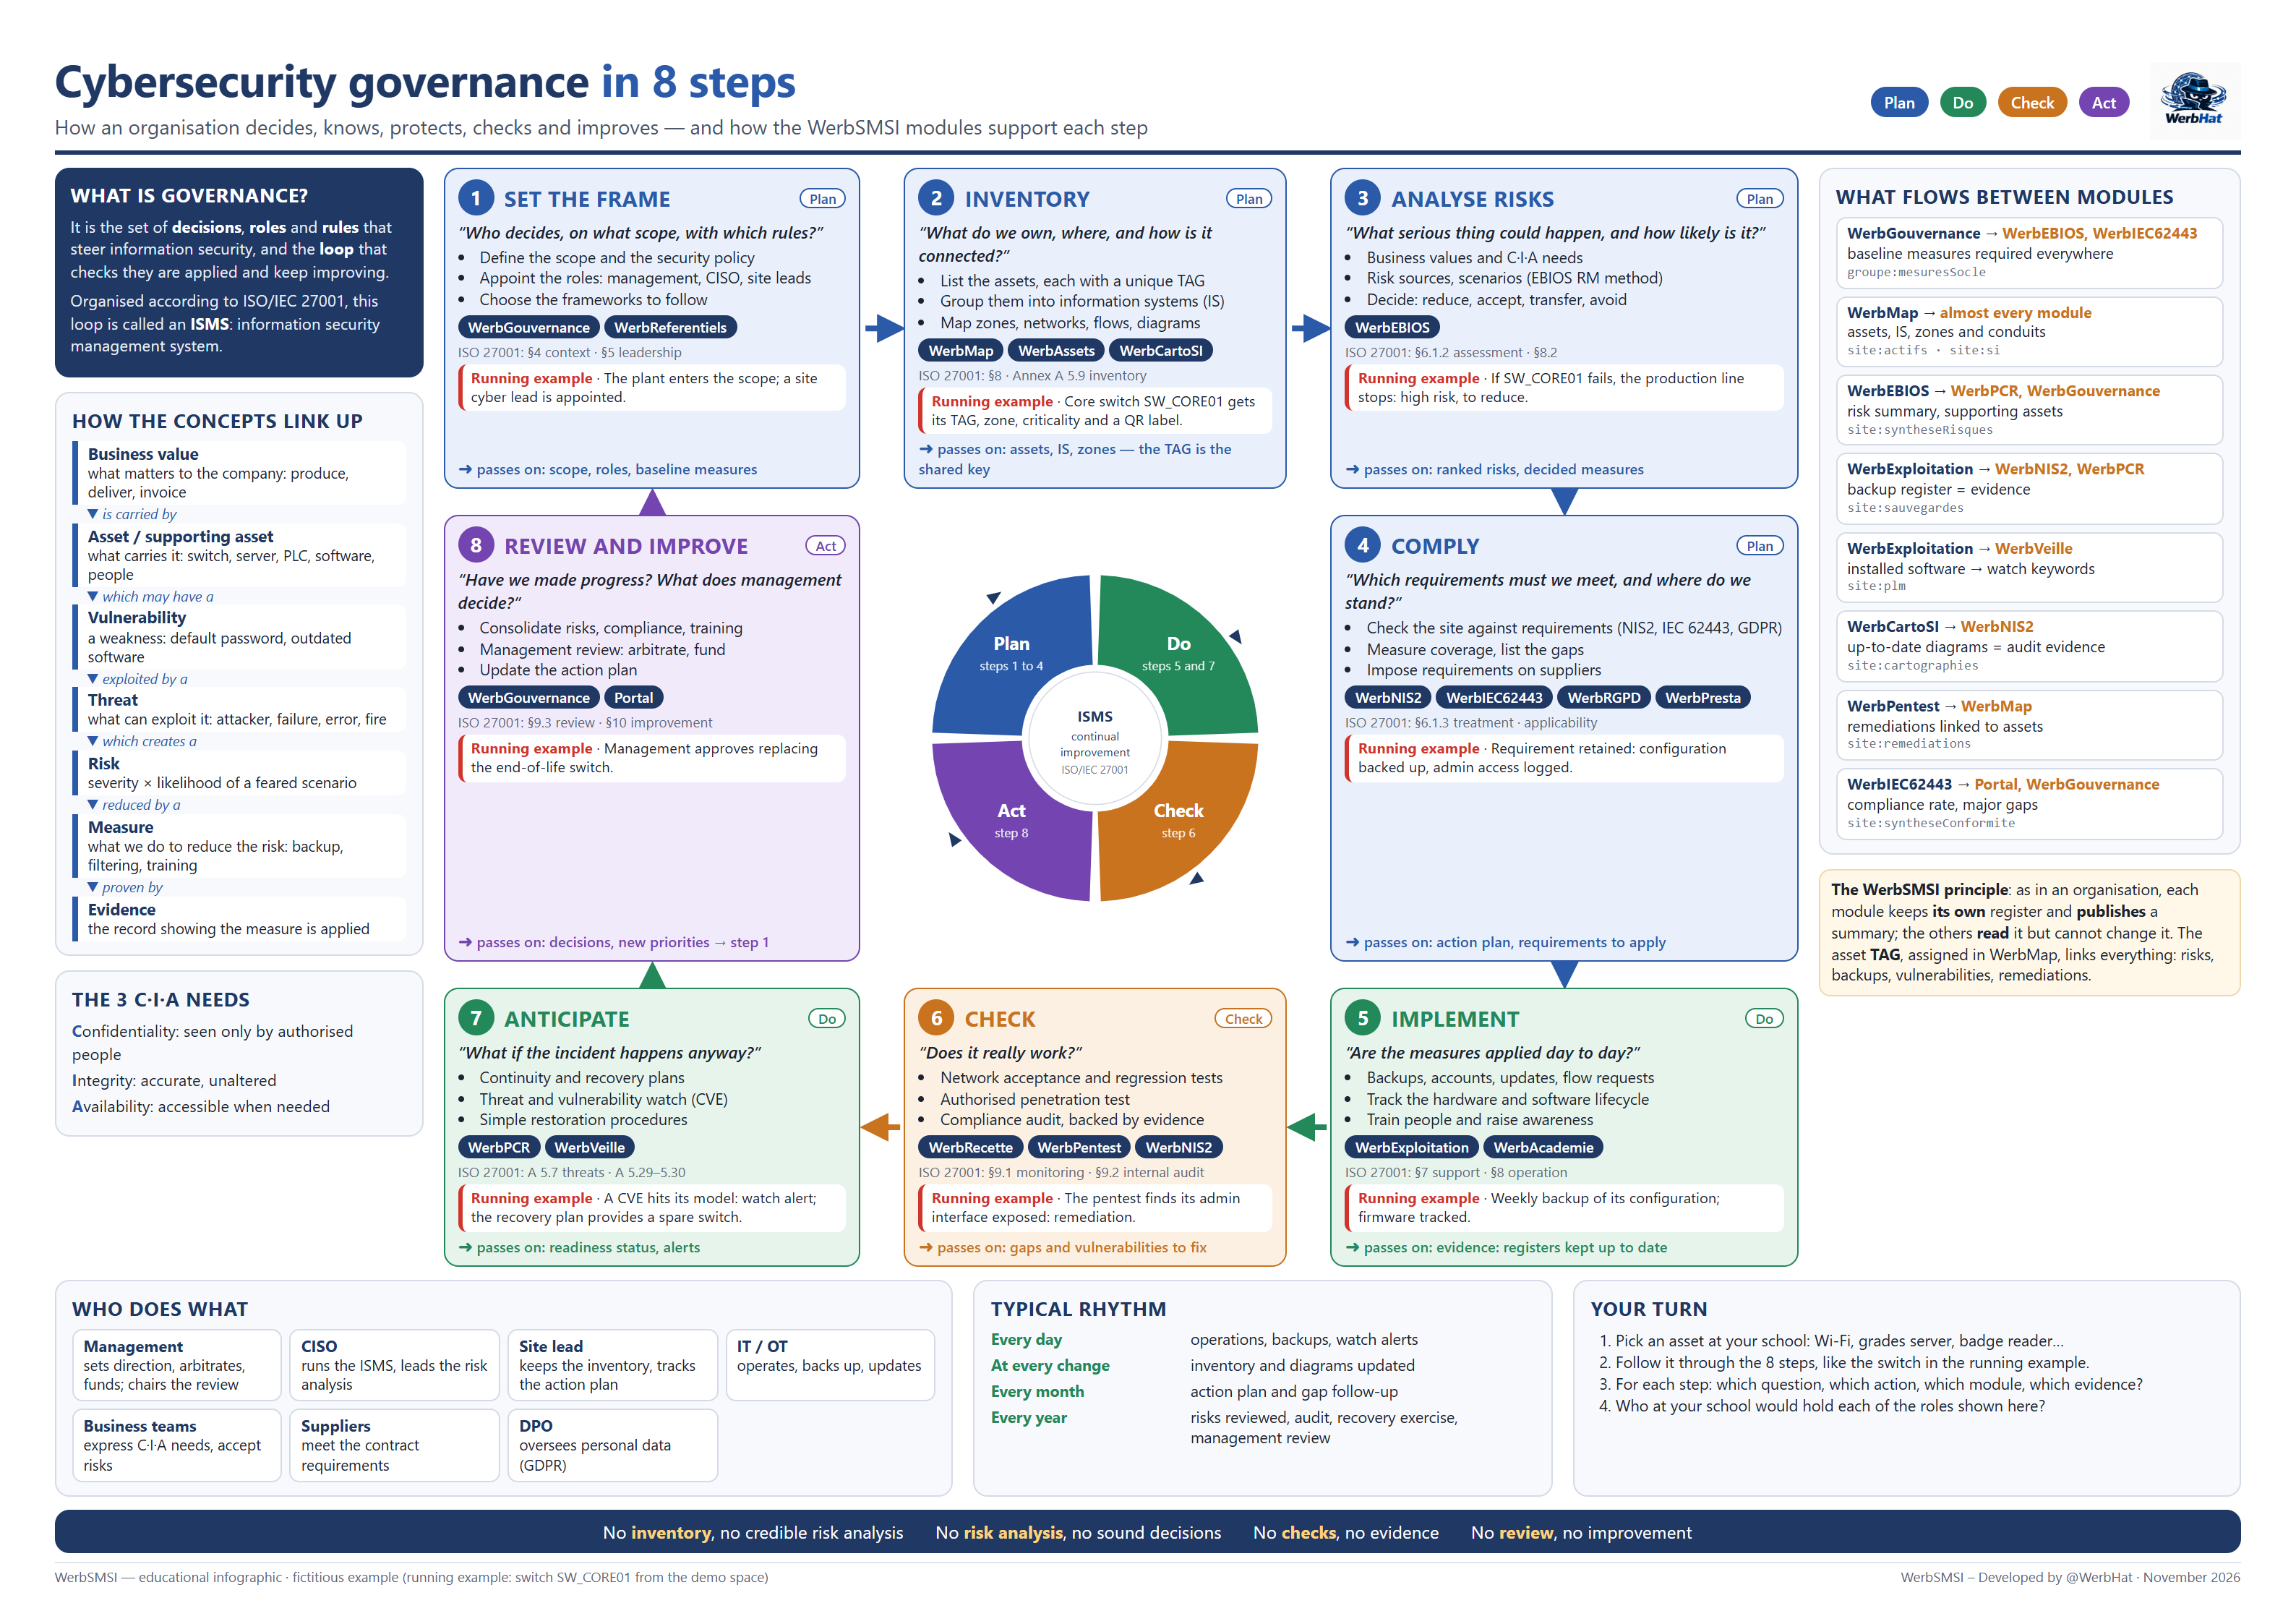 Cybersecurity governance in 8 steps
How an organisation decides, knows, protects, checks and improves — and how the WerbSMSI modules support each step
Plan
Do
Check
Act
WerbHat
WHAT IS GOVERNANCE?
It is the set of decisions, roles and rules that
steer information security, and the loop that
checks they are applied and keep improving.
Organised according to ISO/IEC 27001, this
loop is called an ISMS: information security
management system.
HOW THE CONCEPTS LINK UP
Business value
what matters to the company: produce,
deliver, invoice
▼ is carried by
Asset / supporting asset
what carries it: switch, server, PLC, software,
people
▼ which may have a
Vulnerability
a weakness: default password, outdated
software
▼ exploited by a
Threat
what can exploit it: attacker, failure, error, fire
▼ which creates a
Risk
severity × likelihood of a feared scenario
▼ reduced by a
Measure
what we do to reduce the risk: backup,
filtering, training
▼ proven by
Evidence
the record showing the measure is applied
THE 3 C·I·A NEEDS
Confidentiality: seen only by authorised
people
Integrity: accurate, unaltered
Availability: accessible when needed
1 SET THE FRAME Plan
“Who decides, on what scope, with which rules?”
• Define the scope and the security policy
• Appoint the roles: management, CISO, site leads
• Choose the frameworks to follow
WerbGouvernance WerbReferentiels
ISO 27001: §4 context · §5 leadership
Running example · The plant enters the scope; a site
cyber lead is appointed.
➜ passes on: scope, roles, baseline measures
2 INVENTORY Plan
“What do we own, where, and how is it
connected?”
• List the assets, each with a unique TAG
• Group them into information systems (IS)
• Map zones, networks, flows, diagrams
WerbMap WerbAssets WerbCartoSI
ISO 27001: §8 · Annex A 5.9 inventory
Running example · Core switch SW_CORE01 gets
its TAG, zone, criticality and a QR label.
➜ passes on: assets, IS, zones — the TAG is the
shared key
3 ANALYSE RISKS Plan
“What serious thing could happen, and how likely is it?”
• Business values and C·I·A needs
• Risk sources, scenarios (EBIOS RM method)
• Decide: reduce, accept, transfer, avoid
WerbEBIOS
ISO 27001: §6.1.2 assessment · §8.2
Running example · If SW_CORE01 fails, the production line
stops: high risk, to reduce.
➜ passes on: ranked risks, decided measures
8 REVIEW AND IMPROVE Act
“Have we made progress? What does management
decide?”
• Consolidate risks, compliance, training
• Management review: arbitrate, fund
• Update the action plan
WerbGouvernance Portal
ISO 27001: §9.3 review · §10 improvement
Running example · Management approves replacing
the end-of-life switch.
➜ passes on: decisions, new priorities → step 1
Plan
steps 1 to 4
Do
steps 5 and 7
ISMS
continual
improvement
ISO/IEC 27001
Act
step 8
Check
step 6
4 COMPLY Plan
“Which requirements must we meet, and where do we
stand?”
• Check the site against requirements (NIS2, IEC 62443, GDPR)
• Measure coverage, list the gaps
• Impose requirements on suppliers
WerbNIS2 WerbIEC62443 WerbRGPD WerbPresta
ISO 27001: §6.1.3 treatment · applicability
Running example · Requirement retained: configuration
backed up, admin access logged.
➜ passes on: action plan, requirements to apply
7 ANTICIPATE Do
“What if the incident happens anyway?”
• Continuity and recovery plans
• Threat and vulnerability watch (CVE)
• Simple restoration procedures
WerbPCR WerbVeille
ISO 27001: A 5.7 threats · A 5.29–5.30
Running example · A CVE hits its model: watch alert;
the recovery plan provides a spare switch.
➜ passes on: readiness status, alerts
6 CHECK Check
“Does it really work?”
• Network acceptance and regression tests
• Authorised penetration test
• Compliance audit, backed by evidence
WerbRecette WerbPentest WerbNIS2
ISO 27001: §9.1 monitoring · §9.2 internal audit
Running example · The pentest finds its admin
interface exposed: remediation.
➜ passes on: gaps and vulnerabilities to fix
5 IMPLEMENT Do
“Are the measures applied day to day?”
• Backups, accounts, updates, flow requests
• Track the hardware and software lifecycle
• Train people and raise awareness
WerbExploitation WerbAcademie
ISO 27001: §7 support · §8 operation
Running example · Weekly backup of its configuration;
firmware tracked.
➜ passes on: evidence: registers kept up to date
WHAT FLOWS BETWEEN MODULES
WerbGouvernance → WerbEBIOS, WerbIEC62443
baseline measures required everywhere
groupe:mesuresSocle
WerbMap → almost every module
assets, IS, zones and conduits
site:actifs · site:si
WerbEBIOS → WerbPCR, WerbGouvernance
risk summary, supporting assets
site:syntheseRisques
WerbExploitation → WerbNIS2, WerbPCR
backup register = evidence
site:sauvegardes
WerbExploitation → WerbVeille
installed software → watch keywords
site:plm
WerbCartoSI → WerbNIS2
up-to-date diagrams = audit evidence
site:cartographies
WerbPentest → WerbMap
remediations linked to assets
site:remediations
WerbIEC62443 → Portal, WerbGouvernance
compliance rate, major gaps
site:syntheseConformite
The WerbSMSI principle: as in an organisation, each
module keeps its own register and publishes a
summary; the others read it but cannot change it. The
asset TAG, assigned in WerbMap, links everything: risks,
backups, vulnerabilities, remediations.
WHO DOES WHAT
Management
sets direction, arbitrates,
funds; chairs the review
CISO
runs the ISMS, leads the risk
analysis
Site lead
keeps the inventory, tracks
the action plan
IT / OT
operates, backs up, updates
Business teams
express C·I·A needs, accept
risks
Suppliers
meet the contract
requirements
DPO
oversees personal data
(GDPR)
TYPICAL RHYTHM
Every day operations, backups, watch alerts
At every change inventory and diagrams updated
Every month action plan and gap follow-up
Every year risks reviewed, audit, recovery exercise,
management review
YOUR TURN
1. Pick an asset at your school: Wi-Fi, grades server, badge reader...
2. Follow it through the 8 steps, like the switch in the running example.
3. For each step: which question, which action, which module, which evidence?
4. Who at your school would hold each of the roles shown here?
No inventory, no credible risk analysis No risk analysis, no sound decisions No checks, no evidence No review, no improvement
WerbSMSI — educational infographic · fictitious example (running example: switch SW_CORE01 from the demo space)
WerbSMSI – Developed by @WerbHat · November 2026